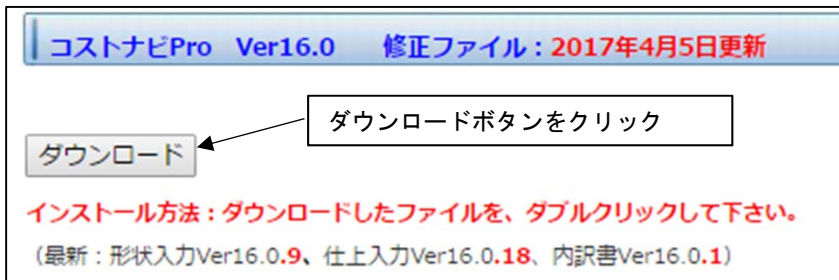 コストナビPro　Ver16.0　　修正ファイル：2017年4月5日更新
ダウンロードボタンをクリック
ダウンロード
インストール方法：ダウンロードしたファイルを、ダブルクリックして下さい。
（最新：形状入力Ver16.0.9、仕上入力Ver16.0.18、内訳書Ver16.0.1）